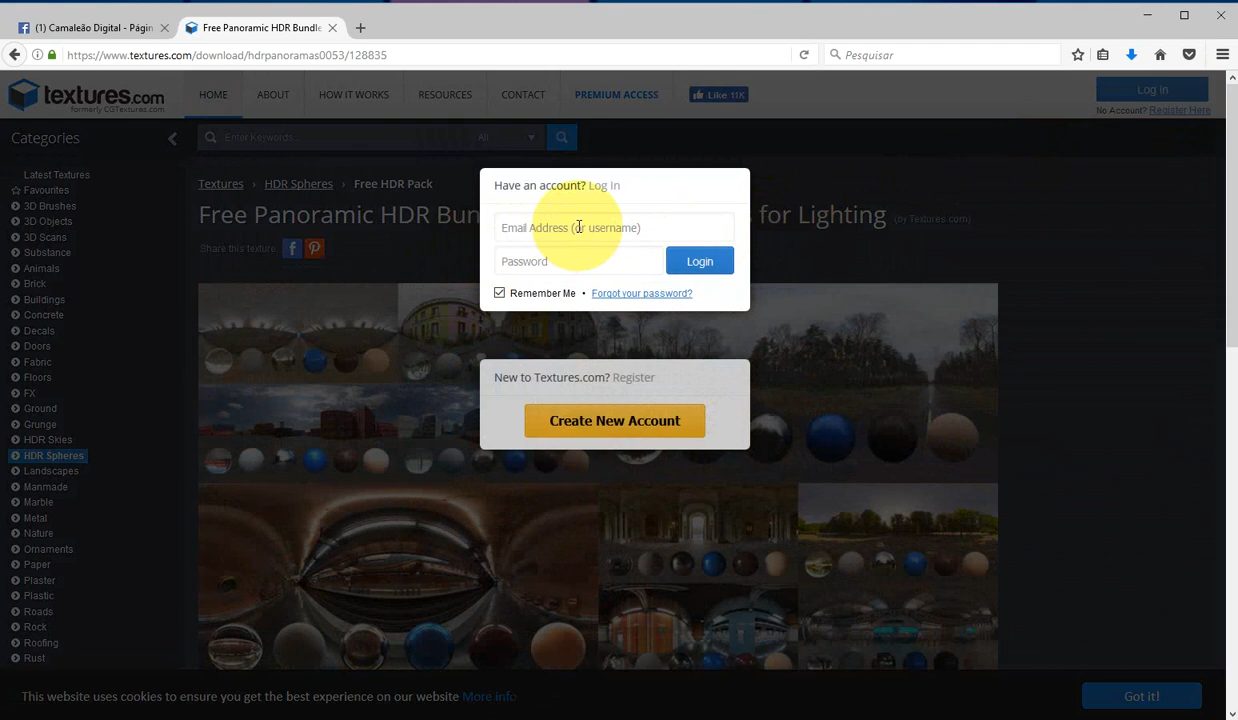 (1) Camaleão Digital - Págin
Free Panoramic HDR Bundle
https://www.textures.com/download/hdrpanoramas0053/128835
Pesquisar
textures.com
formerly CGTextures.com
HOME
ABOUT
HOW IT WORKS
RESOURCES
CONTACT
PREMIUM ACCESS
Like 11K
Log In
No Account? Register Here
Categories
Enter Keywords...
All
Latest Textures
Favourites
3D Brushes
3D Objects
3D Scans
Substance
Animals
Brick
Buildings
Concrete
Decals
Doors
Fabric
Floors
FX
Ground
Grunge
HDR Skies
HDR Spheres
Landscapes
Manmade
Marble
Metal
Nature
Ornaments
Paper
Plaster
Plastic
Roads
Rock
Roofing
Rust
Textures › HDR Spheres › Free HDR Pack
Free Panoramic HDR Bun
s for Lighting
(by Textures.com)
Share this texture:
Have an account? Log In
Email Address (or username)
Password
Login
Remember Me • Forgot your password?
New to Textures.com? Register
Create New Account
This website uses cookies to ensure you get the best experience on our website More info
Got it!